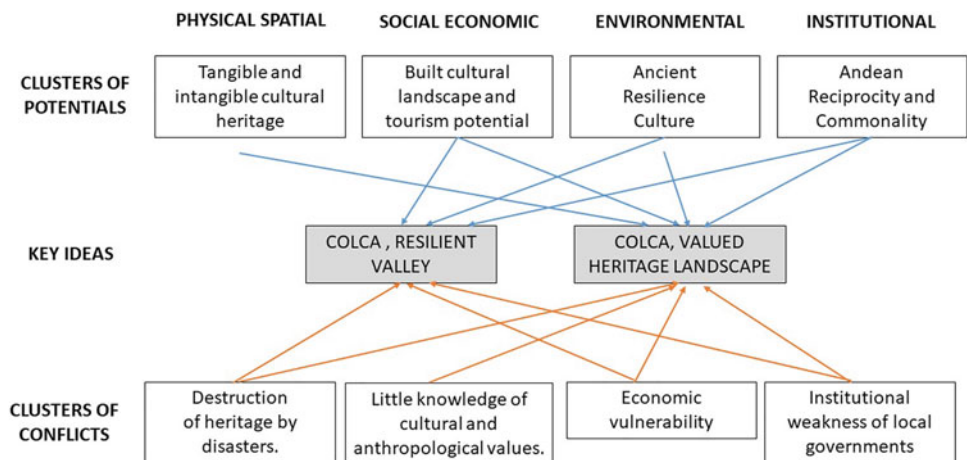 PHYSICAL SPATIAL
SOCIAL ECONOMIC
ENVIRONMENTAL
INSTITUTIONAL
CLUSTERS OF
POTENTIALS
Tangible and
intangible cultural
heritage
Built cultural
landscape and
tourism potential
Ancient
Resilience
Culture
Andean
Reciprocity and
Commonality
KEY IDEAS
COLCA , RESILIENT
VALLEY
COLCA, VALUED
HERITAGE LANDSCAPE
CLUSTERS OF
CONFLICTS
Destruction
of heritage by
disasters.
Little knowledge of
cultural and
anthropological values.
Economic
vulnerability
Institutional
weakness of local
governments